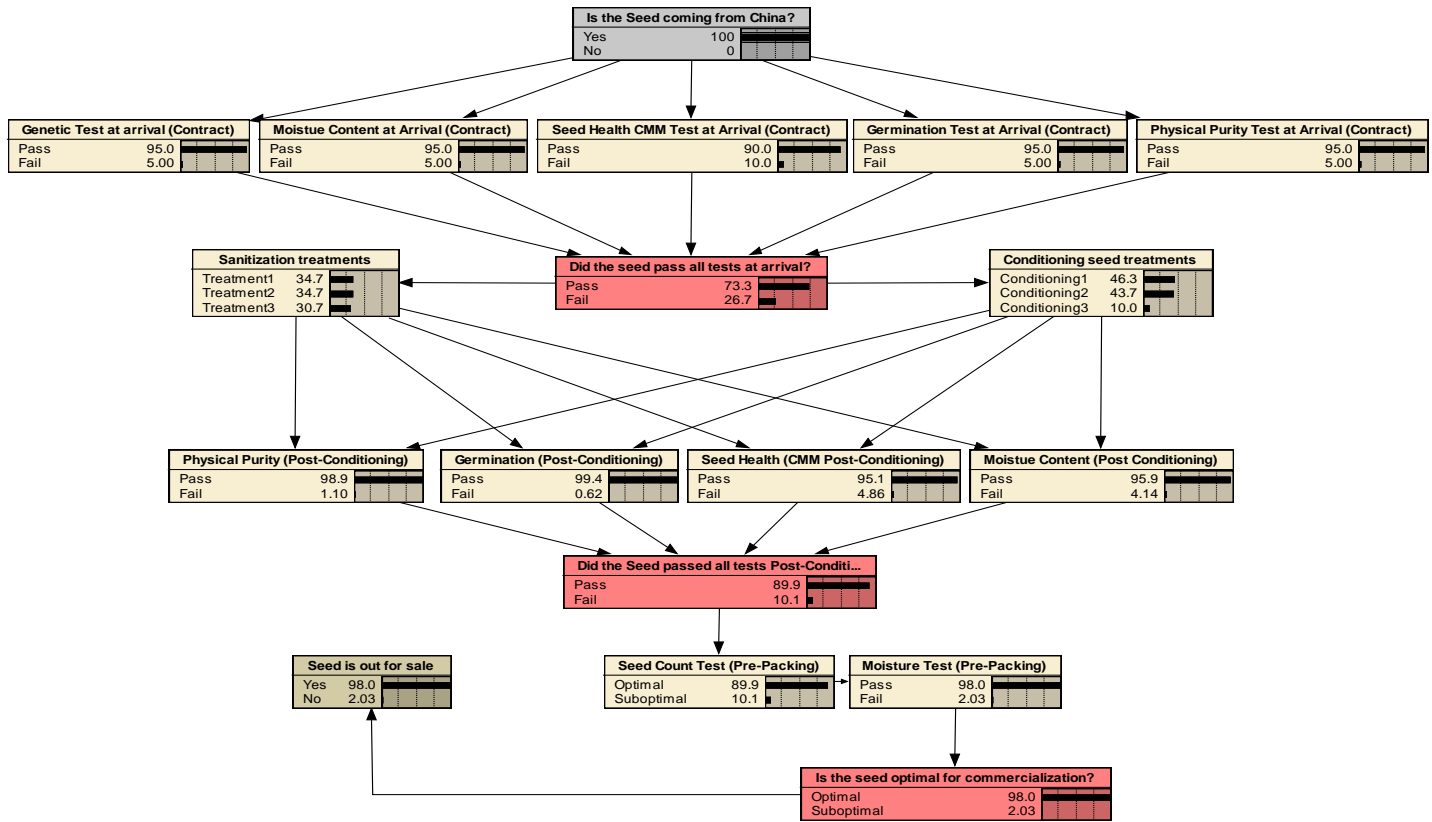 Is the Seed coming from China?
Yes 100
No 0
Genetic Test at arrival (Contract)
Pass 95.0
Fail 5.00
Moistue Content at Arrival (Contract)
Pass 95.0
Fail 5.00
Seed Health CMM Test at Arrival (Contract)
Pass 90.0
Fail 10.0
Germination Test at Arrival (Contract)
Pass 95.0
Fail 5.00
Physical Purity Test at Arrival (Contract)
Pass 95.0
Fail 5.00
Sanitization treatments
Treatment1 34.7
Treatment2 34.7
Treatment3 30.7
Did the seed pass all tests at arrival?
Pass 73.3
Fail 26.7
Conditioning seed treatments
Conditioning1 46.3
Conditioning2 43.7
Conditioning3 10.0
Physical Purity (Post-Conditioning)
Pass 98.9
Fail 1.10
Germination (Post-Conditioning)
Pass 99.4
Fail 0.62
Seed Health (CMM Post-Conditioning)
Pass 95.1
Fail 4.86
Moistue Content (Post Conditioning)
Pass 95.9
Fail 4.14
Did the Seed passed all tests Post-Conditi...
Pass 89.9
Fail 10.1
Seed is out for sale
Yes 98.0
No 2.03
Seed Count Test (Pre-Packing)
Optimal 89.9
Suboptimal 10.1
Moisture Test (Pre-Packing)
Pass 98.0
Fail 2.03
Is the seed optimal for commercialization?
Optimal 98.0
Suboptimal 2.03